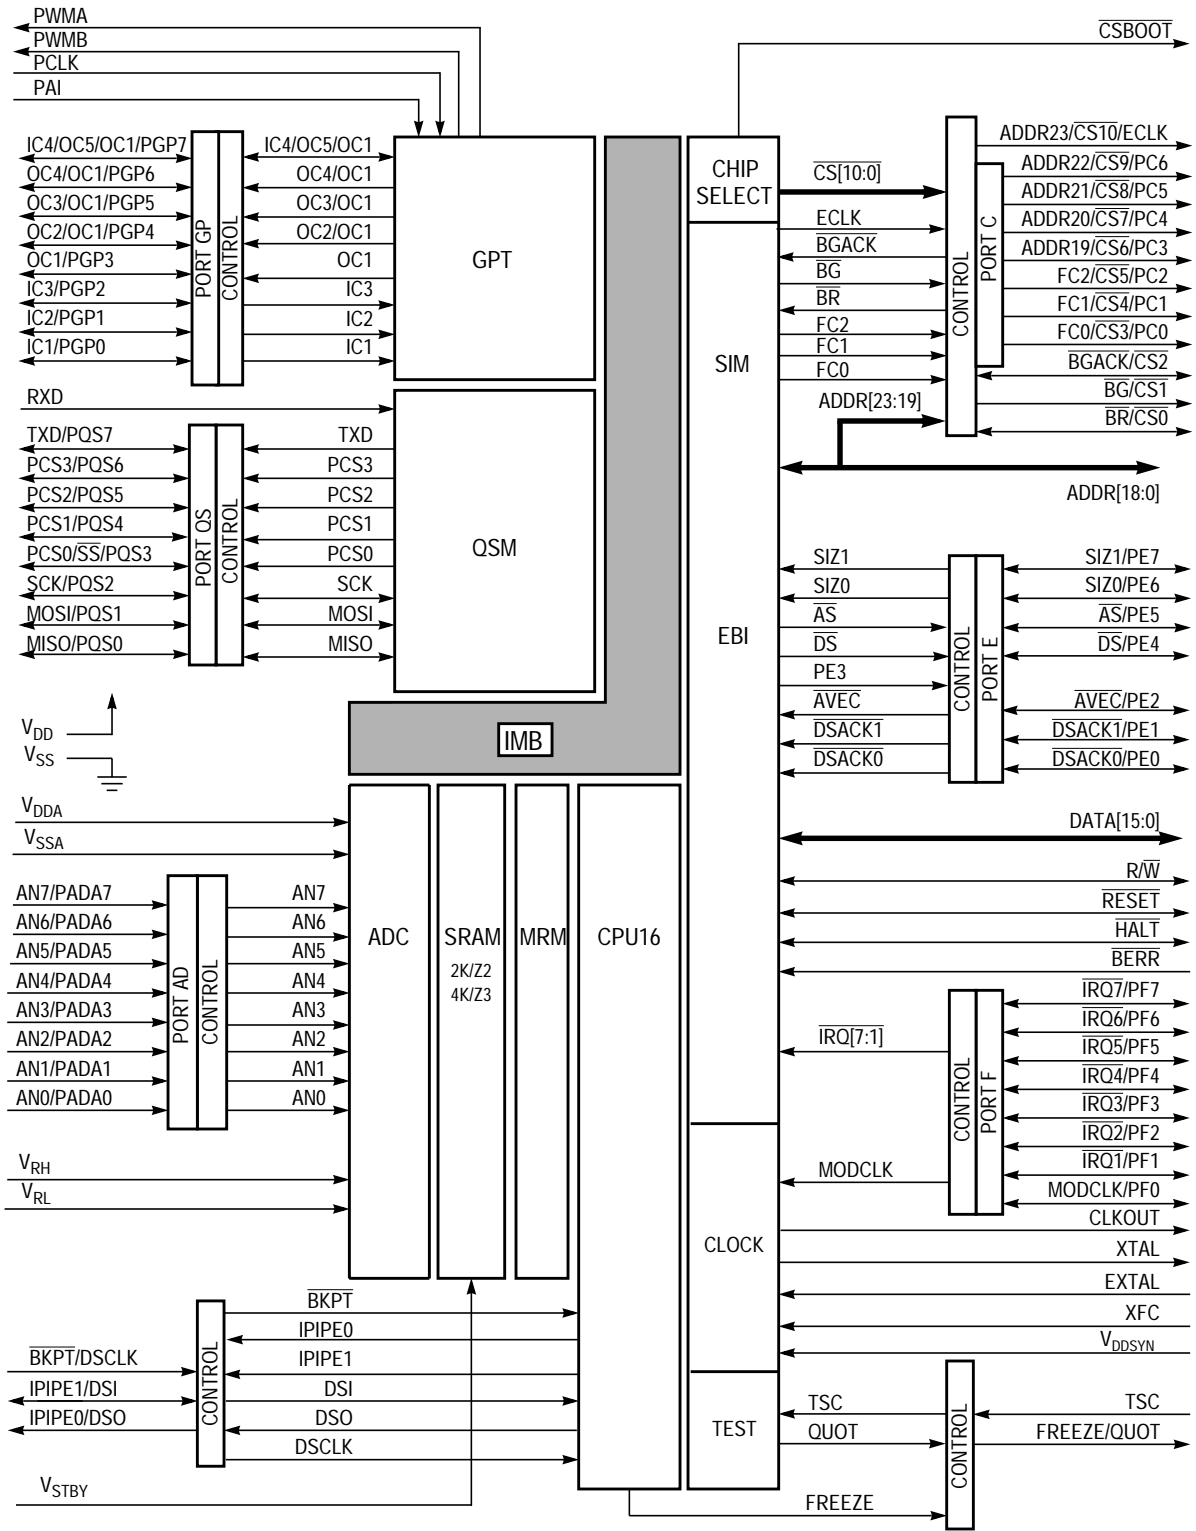 PWMA
PWMB
PCLK
PAI
CSBOOT
IC4/OC5/OC1/PGP7
OC4/OC1/PGP6
OC3/OC1/PGP5
OC2/OC1/PGP4
OC1/PGP3
IC3/PGP2
IC2/PGP1
IC1/PGP0
PORT GP
CONTROL
IC4/OC5/OC1
OC4/OC1
OC3/OC1
OC2/OC1
OC1
IC3
IC2
IC1
GPT
RXD
TXD/PQS7
PCS3/PQS6
PCS2/PQS5
PCS1/PQS4
PCS0/SS/PQS3
SCK/PQS2
MOSI/PQS1
MISO/PQS0
PORT QS
CONTROL
TXD
PCS3
PCS2
PCS1
PCS0
SCK
MOSI
MISO
QSM
VDD
VSS
IMB
VDDA
VSSA
AN7/PADA7
AN6/PADA6
AN5/PADA5
AN4/PADA4
AN3/PADA3
AN2/PADA2
AN1/PADA1
AN0/PADA0
PORT AD
CONTROL
AN7
AN6
AN5
AN4
AN3
AN2
AN1
AN0
VRH
VRL
ADC
SRAM
2K/Z2
4K/Z3
MRM
CPU16
BKPT/DSCLK
IPIPE1/DSI
IPIPE0/DSO
CONTROL
BKPT
IPIPE0
IPIPE1
DSI
DSO
DSCLK
VSTBY
CHIP
SELECT
SIM
EBI
CLOCK
TEST
CS[10:0]
ECLK
BGACK
BG
BR
FC2
FC1
FC0
ADDR[23:19]
CONTROL
PORT C
ADDR23/CS10/ECLK
ADDR22/CS9/PC6
ADDR21/CS8/PC5
ADDR20/CS7/PC4
ADDR19/CS6/PC3
FC2/CS5/PC2
FC1/CS4/PC1
FC0/CS3/PC0
BGACK/CS2
BG/CS1
BR/CS0
ADDR[18:0]
SIZ1
SIZ0
AS
DS
PE3
AVEC
DSACK1
DSACK0
CONTROL
PORT E
SIZ1/PE7
SIZ0/PE6
AS/PE5
DS/PE4
AVEC/PE2
DSACK1/PE1
DSACK0/PE0
DATA[15:0]
R/W
RESET
HALT
BERR
IRQ[7:1]
MODCLK
CONTROL
PORT F
IRQ7/PF7
IRQ6/PF6
IRQ5/PF5
IRQ4/PF4
IRQ3/PF3
IRQ2/PF2
IRQ1/PF1
MODCLK/PF0
CLKOUT
XTAL
EXTAL
XFC
VDDSYN
TSC
QUOT
FREEZE
CONTROL
TSC
FREEZE/QUOT